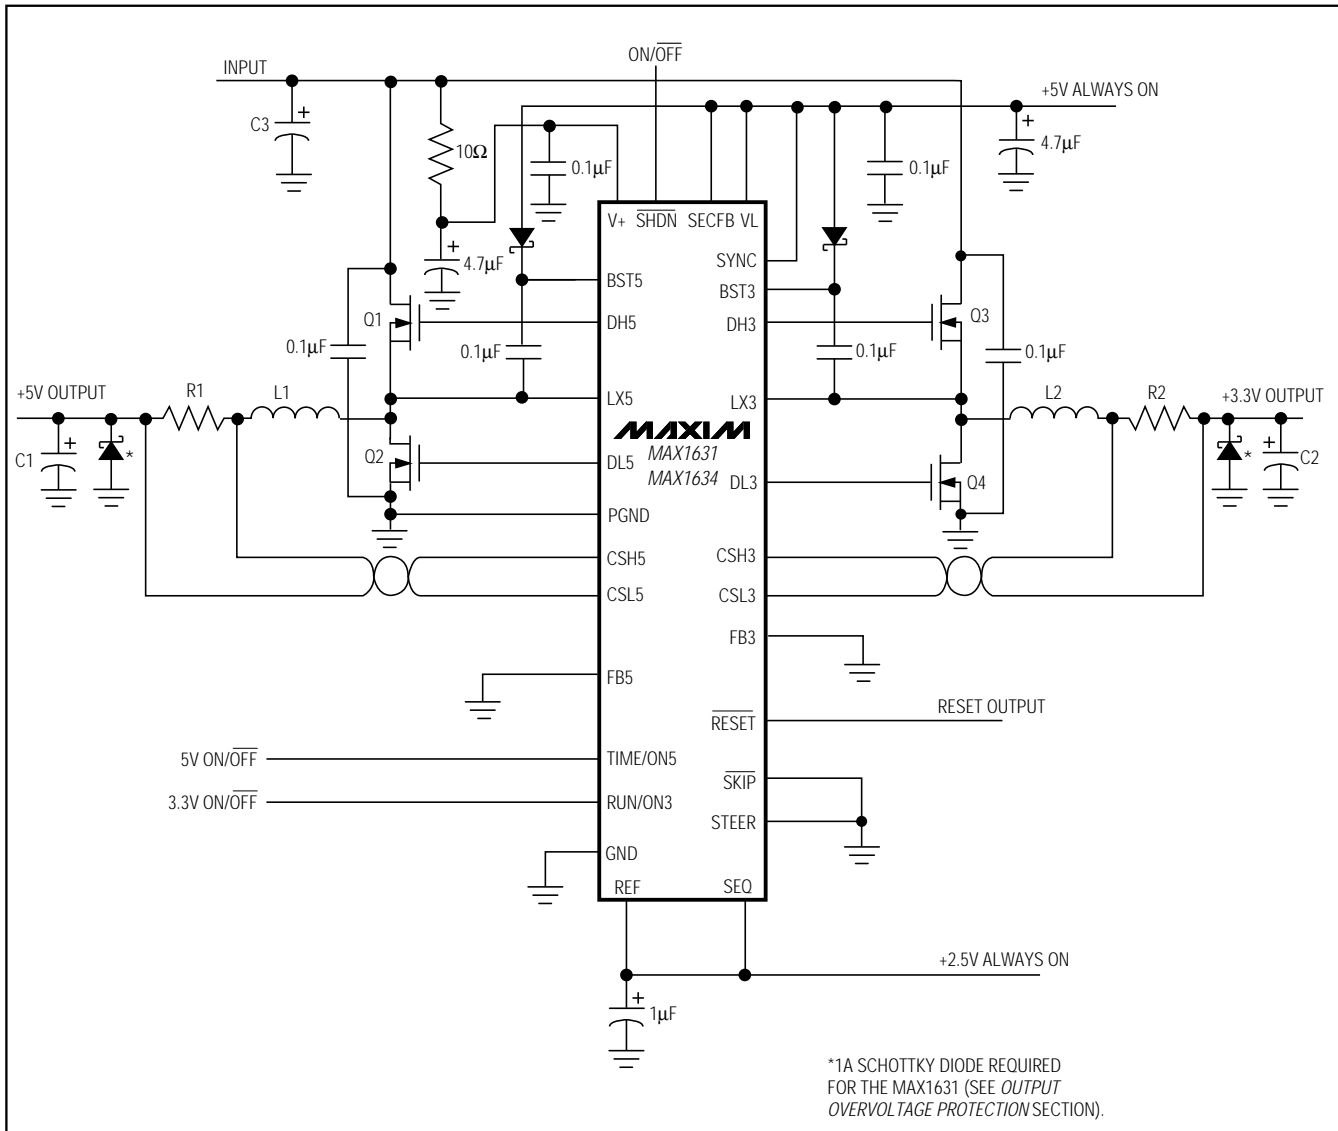 ON/OFF
INPUT
+5V ALWAYS ON
C3
+
10Ω
0.1μF
0.1μF
+
4.7μF
V+
SHDN
SECFB
VL
+
4.7μF
SYNC
BST5
BST3
Q1
DH5
DH3
Q3
0.1μF
0.1μF
0.1μF
0.1μF
+5V OUTPUT
R1
L1
LX5
LX3
L2
R2
+3.3V OUTPUT
MAXIM
MAX1631
MAX1634
C1
+
*
Q2
DL5
DL3
Q4
*
+
C2
PGND
CSH5
CSH3
CSL5
CSL3
FB3
FB5
RESET
RESET OUTPUT
5V ON/OFF
TIME/ON5
SKIP
3.3V ON/OFF
RUN/ON3
STEER
GND
REF
SEQ
+2.5V ALWAYS ON
+
1μF
*1A SCHOTTKY DIODE REQUIRED
FOR THE MAX1631 (SEE OUTPUT
OVERVOLTAGE PROTECTION SECTION).